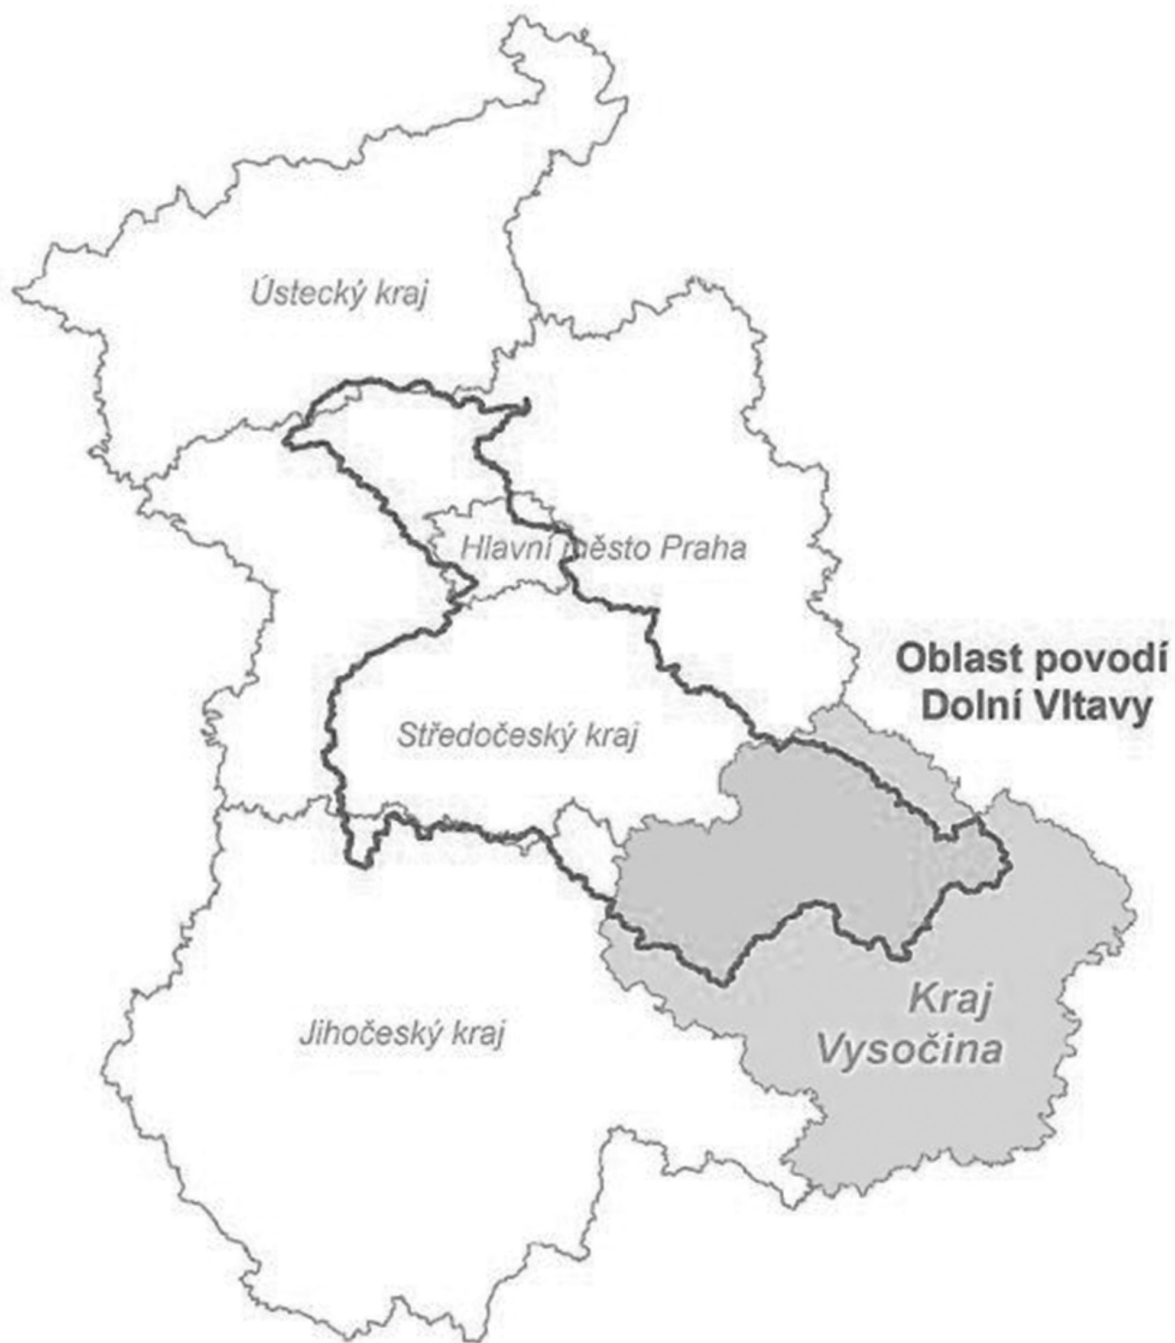 Ústecký kraj
Hlavní město Praha
Oblast povodí
Dolní Vltavy
Středočeský kraj
Kraj
Vysočina
Jihočeský kraj